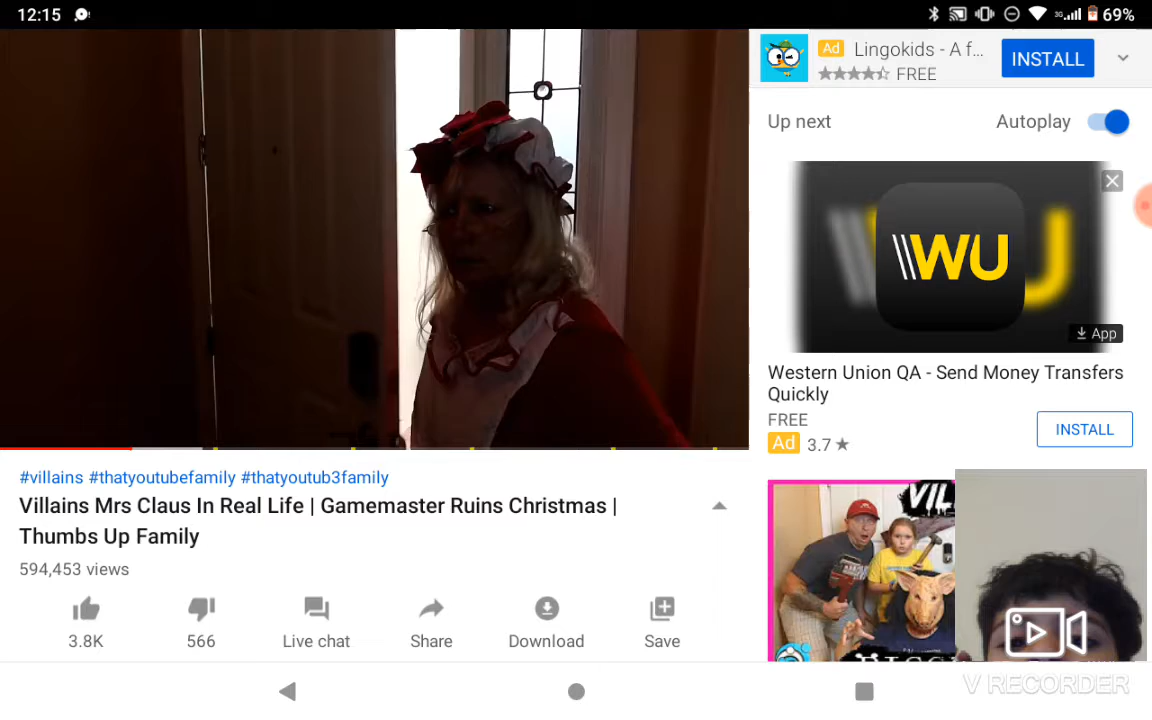 12:15
3G
69%
Ad Lingokids - A f...
FREE
INSTALL
Up next
Autoplay
WU
App
Western Union QA - Send Money Transfers
Quickly
FREE
Ad 3.7 ★
INSTALL
#villains #thatyoutubefamily #thatyoutub3family
Villains Mrs Claus In Real Life | Gamemaster Ruins Christmas |
Thumbs Up Family
594,453 views
3.8K
566
Live chat
Share
Download
Save
VIL
V RECORDER